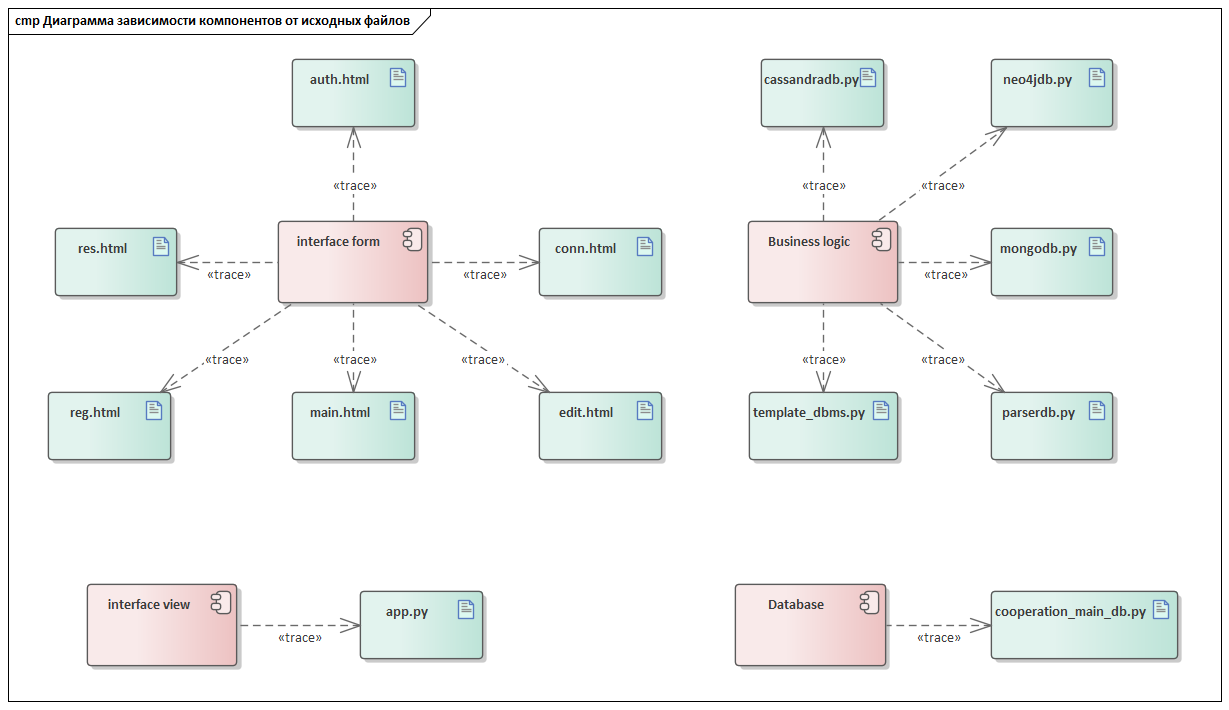 cmp Диаграмма зависимости компонентов от исходных файлов
auth.html
cassandradb.py
neo4jdb.py
«trace»
«trace»
«trace»
res.html
interface form
conn.html
Business logic
mongodb.py
«trace»
«trace»
«trace»
«trace»
«trace»
«trace»
«trace»
«trace»
reg.html
main.html
edit.html
template_dbms.py
parserdb.py
interface view
app.py
Database
cooperation_main_db.py
«trace»
«trace»